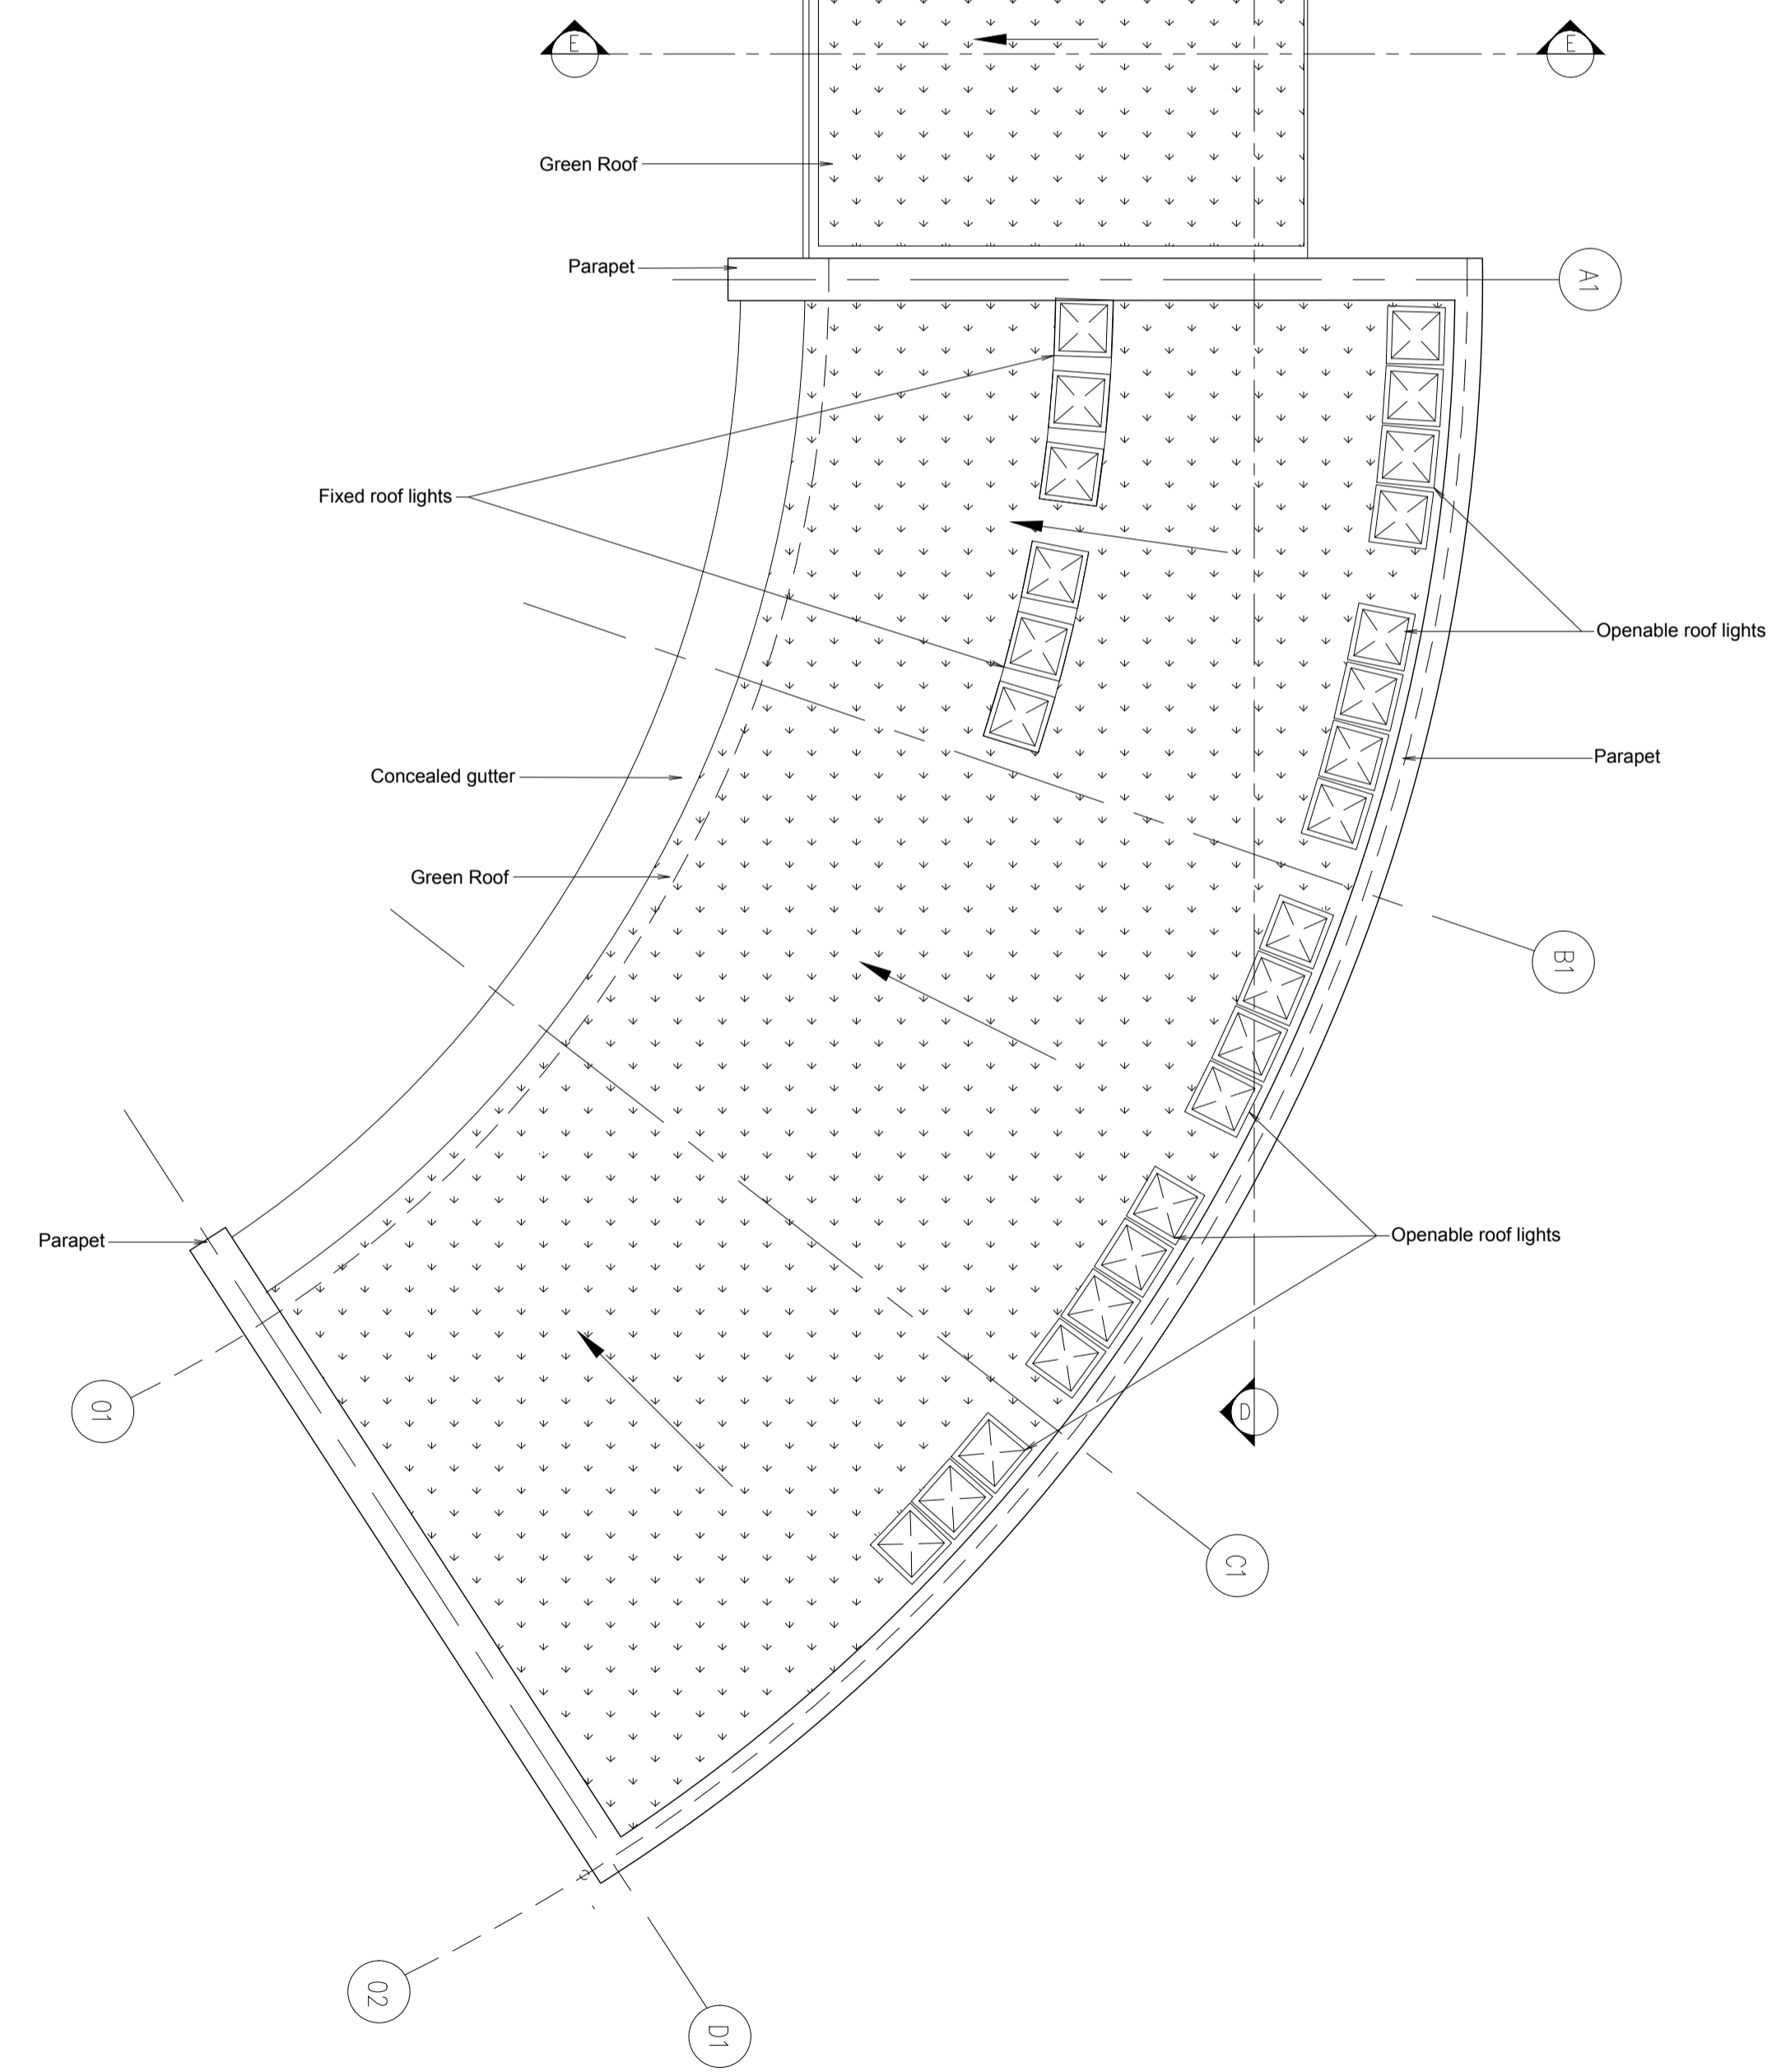 E
E
Green Roof
Parapet
A1
Fixed roof lights
Openable roof lights
Parapet
Concealed gutter
Green Roof
B1
Parapet
Openable roof lights
01
D
C1
02
D1